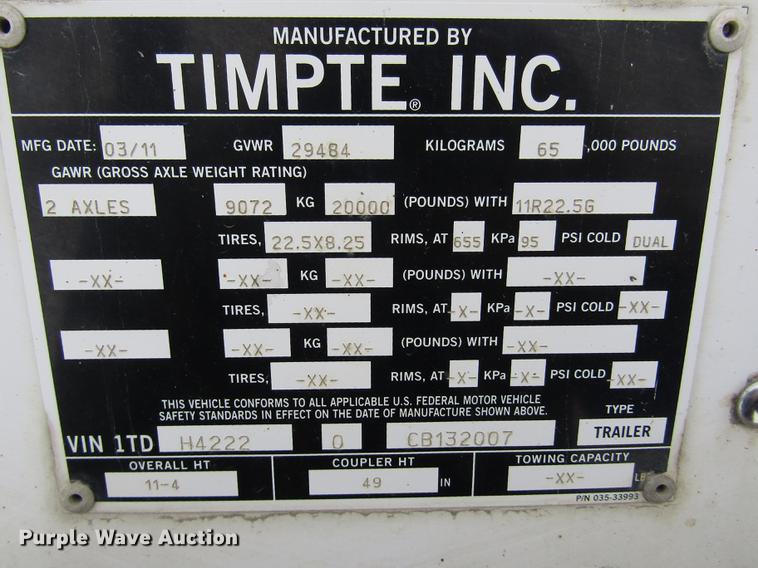 MANUFACTURED BY
TIMPTE® INC.
MFG DATE: 03/11 GVWR 29484 KILOGRAMS 65 ,000 POUNDS
GAWR (GROSS AXLE WEIGHT RATING)
2 AXLES 9072 KG 20000 (POUNDS) WITH 11R22.5G
TIRES, 22.5X8.25 RIMS, AT 655 KPa 95 PSI COLD DUAL
-XX- -XX- KG -XX- (POUNDS) WITH -XX-
TIRES, -XX- RIMS, AT -X- KPa -X- PSI COLD -XX-
-XX- -XX- KG -XX- (POUNDS) WITH -XX-
TIRES, -XX- RIMS, AT -X- KPa -X- PSI COLD -XX-
THIS VEHICLE CONFORMS TO ALL APPLICABLE U.S. FEDERAL MOTOR VEHICLE
SAFETY STANDARDS IN EFFECT ON THE DATE OF MANUFACTURE SHOWN ABOVE.
TYPE
VIN 1TD H4222 0 CB132007 TRAILER
OVERALL HT COUPLER HT TOWING CAPACITY
11-4 49 IN -XX- LBS
P/N 035-33993
Purple Wave Auction